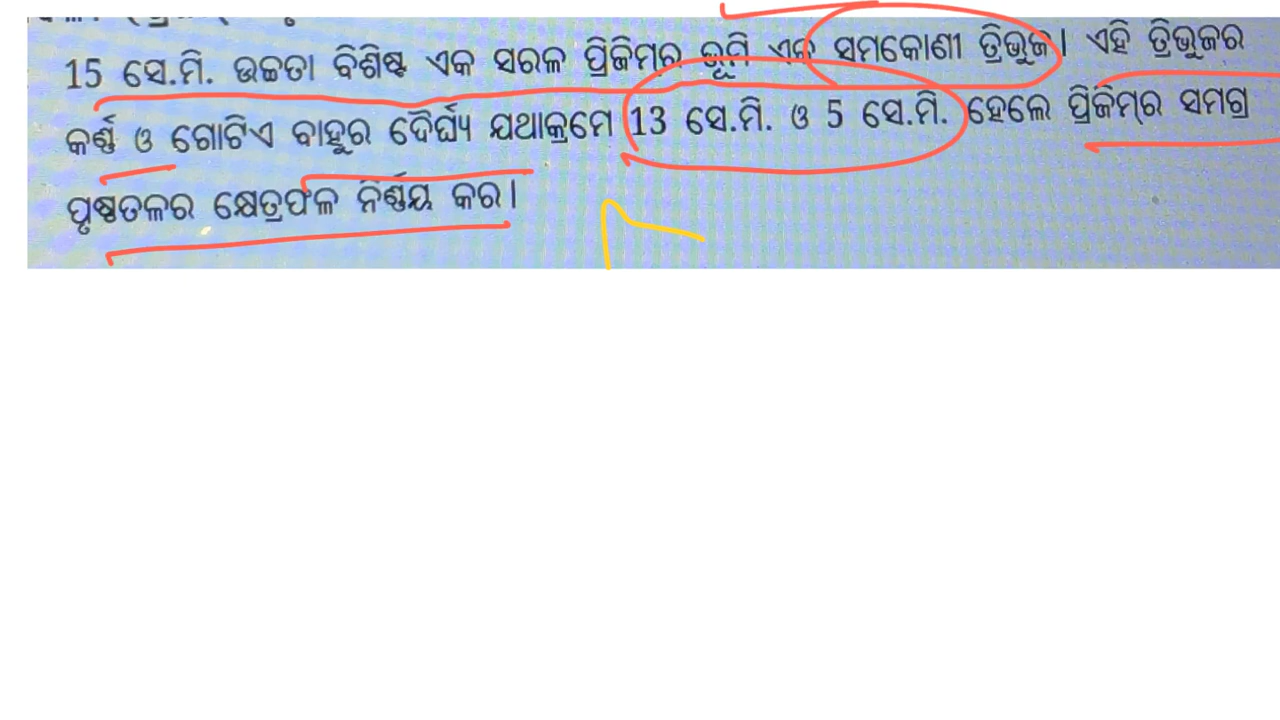 15 ସେ.ମି. ଉଚ୍ଚତା ବିଶିଷ୍ଟ ଏକ ସରଳ ପ୍ରିଜିମ୍‌ର ଭୂମି ଏକ ସମକୋଣୀ ତ୍ରିଭୁଜ। ଏହି ତ୍ରିଭୁଜର
କର୍ଣ୍ଣ ଓ ଗୋଟିଏ ବାହୁର ଦୈର୍ଘ୍ୟ ଯଥାକ୍ରମେ 13 ସେ.ମି. ଓ 5 ସେ.ମି. ହେଲେ ପ୍ରିଜିମ୍‌ର ସମଗ୍ର
ପୃଷ୍ଠତଳର କ୍ଷେତ୍ରଫଳ ନିର୍ଣ୍ଣୟ କର।